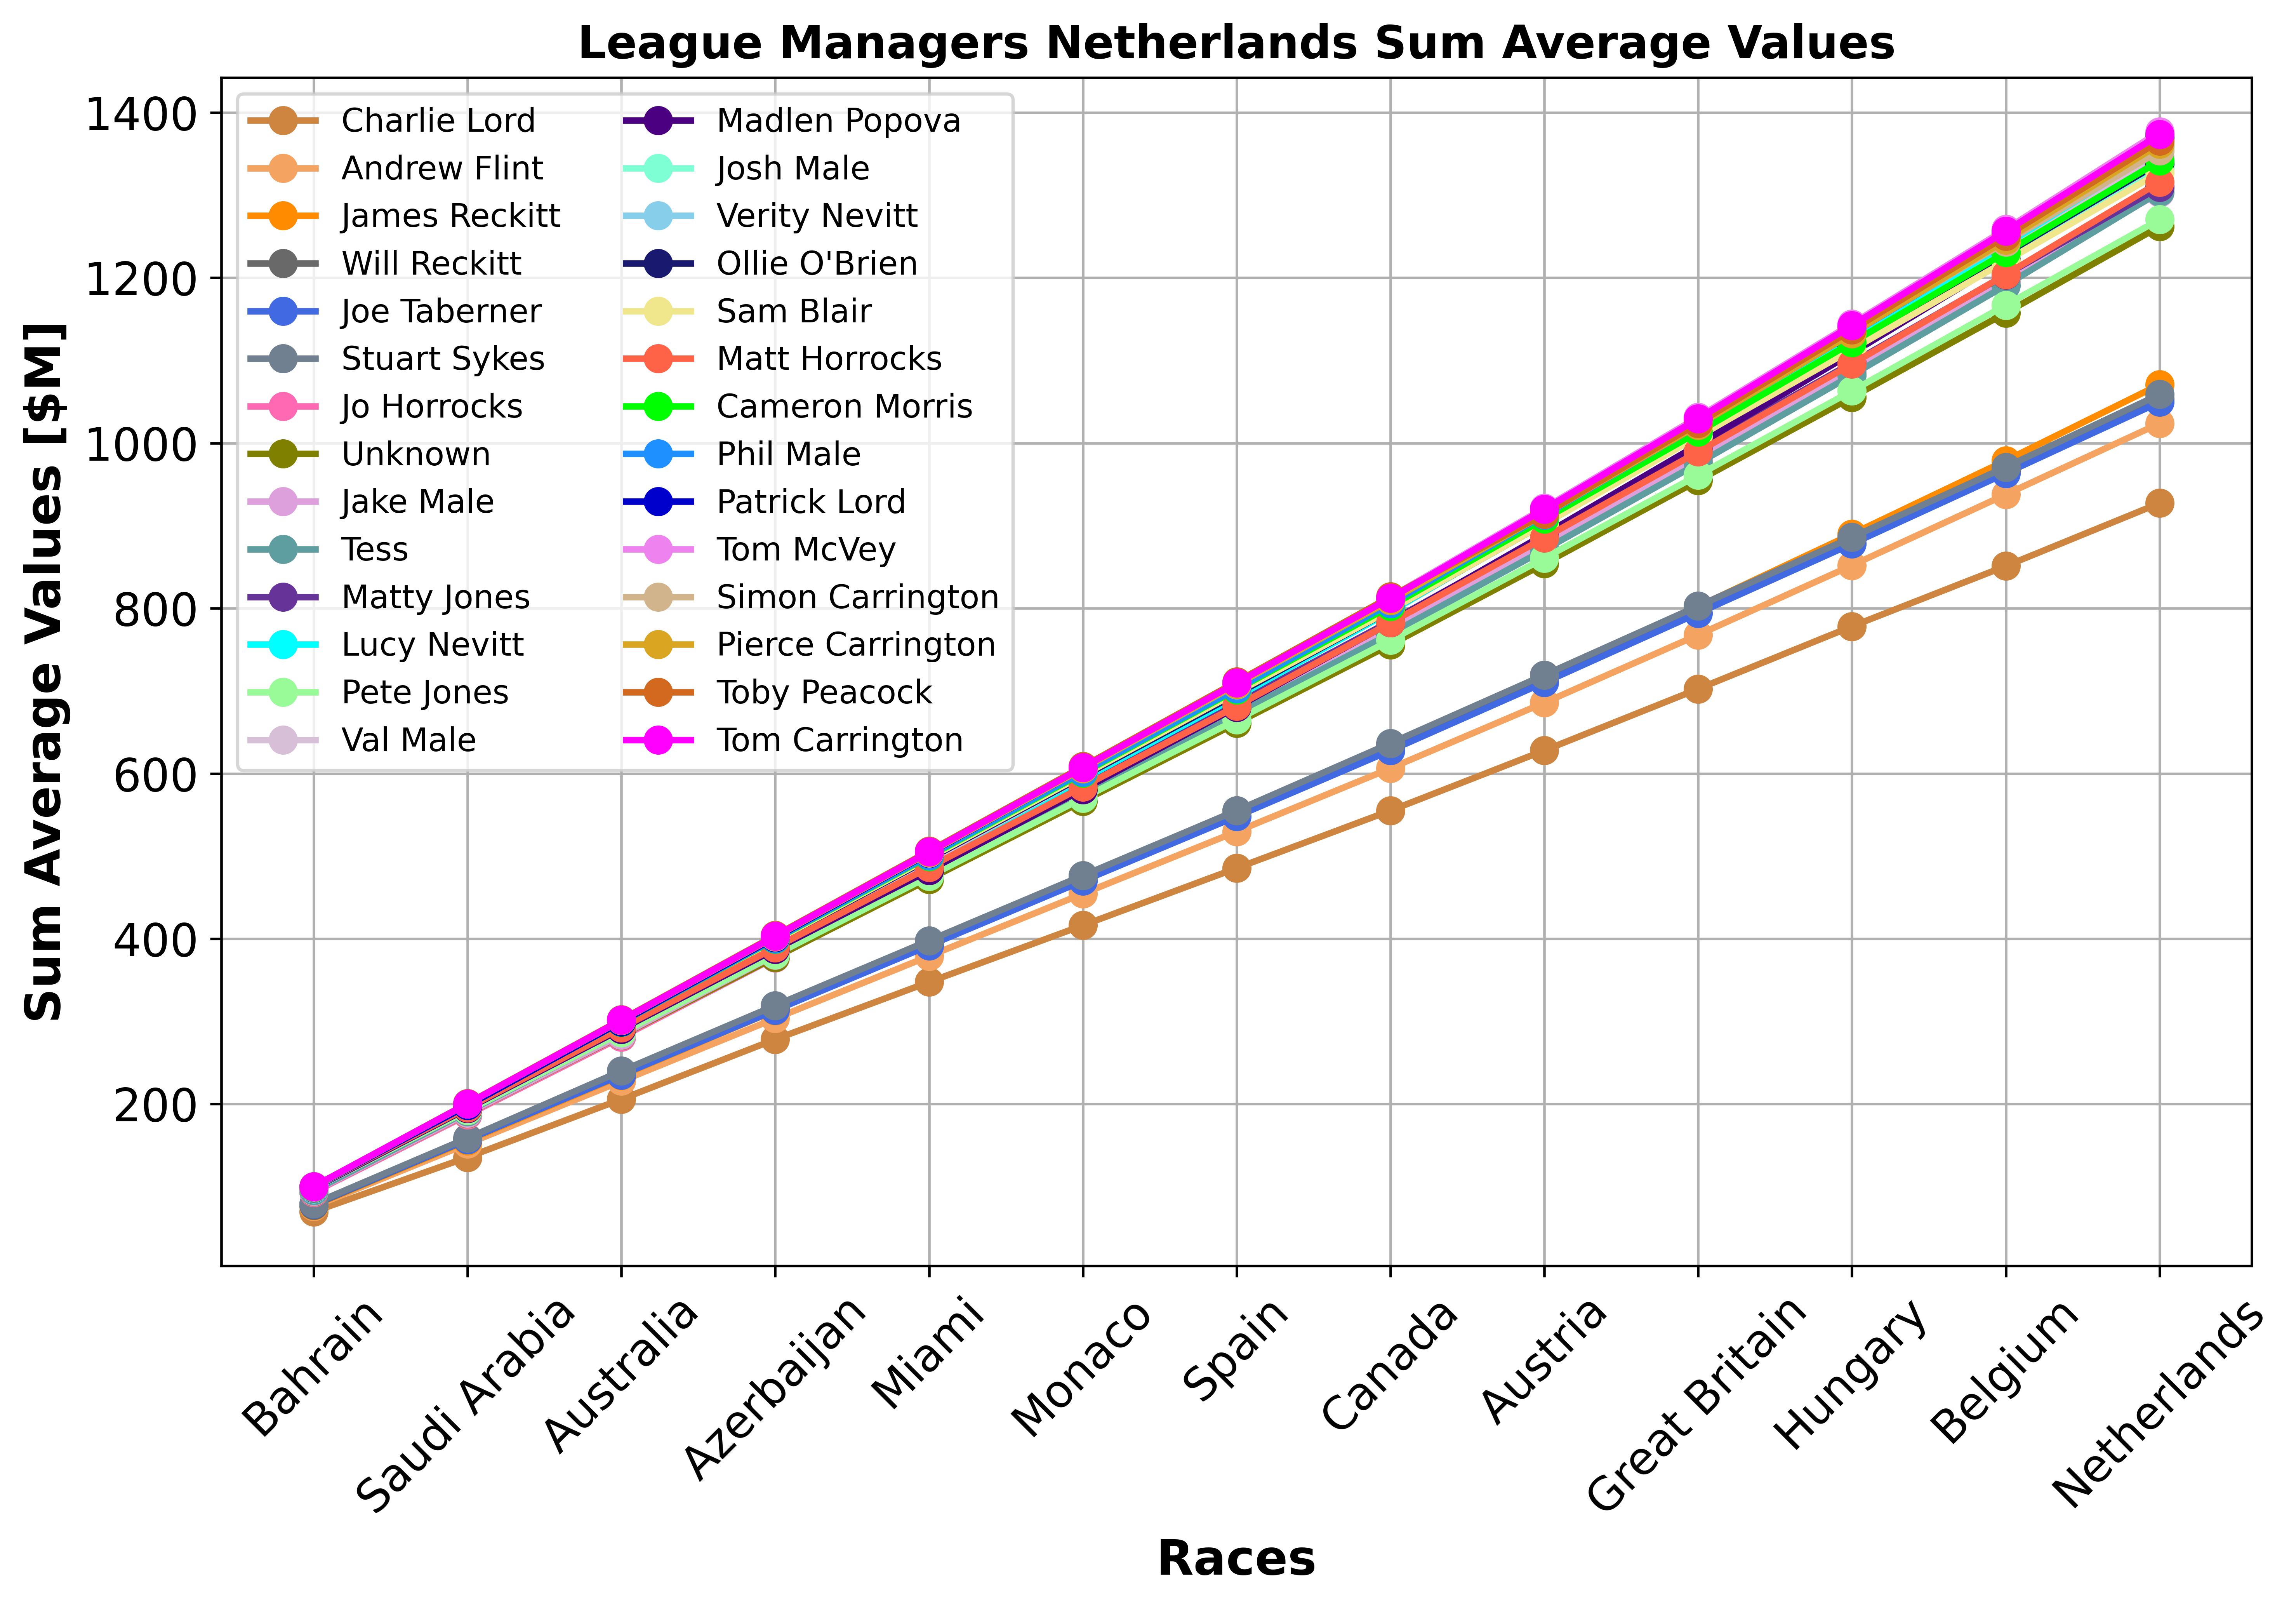 League Managers Netherlands Sum Average Values
Sum Average Values [$M]
1400
1200
1000
800
600
400
200
Charlie Lord
Andrew Flint
James Reckitt
Will Reckitt
Joe Taberner
Stuart Sykes
Jo Horrocks
Unknown
Jake Male
Tess
Matty Jones
Lucy Nevitt
Pete Jones
Val Male
Madlen Popova
Josh Male
Verity Nevitt
Ollie O'Brien
Sam Blair
Matt Horrocks
Cameron Morris
Phil Male
Patrick Lord
Tom McVey
Simon Carrington
Pierce Carrington
Toby Peacock
Tom Carrington
Bahrain
Saudi Arabia
Australia
Azerbaijan
Miami
Monaco
Spain
Canada
Austria
Great Britain
Hungary
Belgium
Netherlands
Races